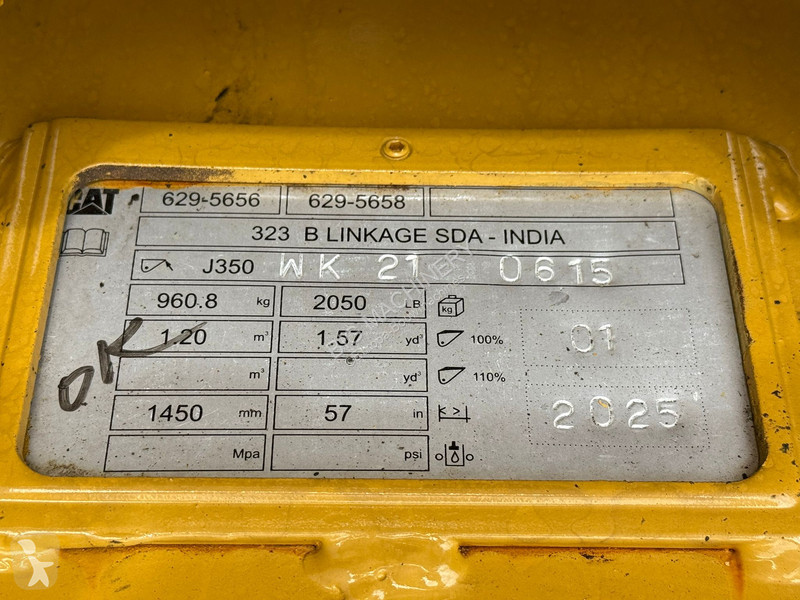 CAT 629-5656 629-5658
323 B LINKAGE SDA - INDIA
J350 WK 21 0615
960.8 kg 2050 LB kg
1.20 m³ 1.57 yd³ 100% 01
OK
m³ yd³ 110%
1450 mm 57 in 2025
Mpa psi